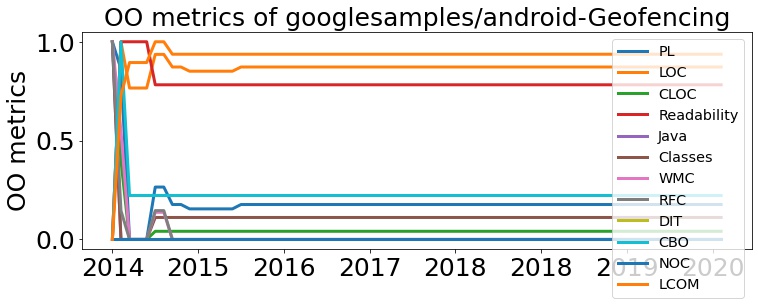 OO metrics of googlesamples/android-Geofencing
OO metrics
1.0
0.5
0.0
2014 2015 2016 2017 2018 2019 2020
PL
LOC
CLOC
Readability
Java
Classes
WMC
RFC
DIT
CBO
NOC
LCOM